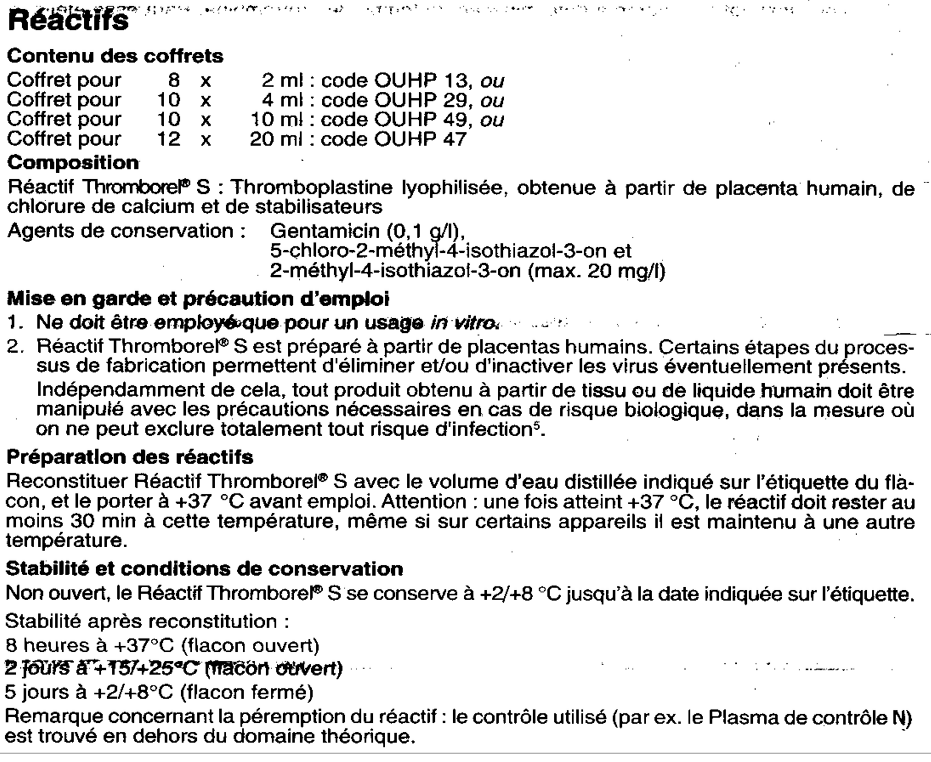 Réactifs
Contenu des coffrets
Coffret pour 8 x 2 ml : code OUHP 13, ou
Coffret pour 10 x 4 ml : code OUHP 29, ou
Coffret pour 10 x 10 ml : code OUHP 49, ou
Coffret pour 12 x 20 ml : code OUHP 47
Composition
Réactif Thromborel® S : Thromboplastine lyophilisée, obtenue à partir de placenta humain, de
chlorure de calcium et de stabilisateurs
Agents de conservation : Gentamicin (0,1 g/l),
5-chloro-2-méthyl-4-isothiazol-3-on et
2-méthyl-4-isothiazol-3-on (max. 20 mg/l)
Mise en garde et précaution d'emploi
1. Ne doit être employé que pour un usage in vitro.
2. Réactif Thromborel® S est préparé à partir de placentas humains. Certains étapes du proces-
sus de fabrication permettent d'éliminer et/ou d'inactiver les virus éventuellement présents.
Indépendamment de cela, tout produit obtenu à partir de tissu ou de liquide humain doit être
manipulé avec les précautions nécessaires en cas de risque biologique, dans la mesure où
on ne peut exclure totalement tout risque d'infection⁵.
Préparation des réactifs
Reconstituer Réactif Thromborel® S avec le volume d'eau distillée indiqué sur l'étiquette du fla-
con, et le porter à +37 °C avant emploi. Attention : une fois atteint +37 °C, le réactif doit rester au
moins 30 min à cette température, même si sur certains appareils il est maintenu à une autre
température.
Stabilité et conditions de conservation
Non ouvert, le Réactif Thromborel® S se conserve à +2/+8 °C jusqu'à la date indiquée sur l'étiquette.
Stabilité après reconstitution :
8 heures à +37°C (flacon ouvert)
2 jours à +15/+25°C (flacon ouvert)
5 jours à +2/+8°C (flacon fermé)
Remarque concernant la péremption du réactif : le contrôle utilisé (par ex. le Plasma de contrôle N)
est trouvé en dehors du domaine théorique.